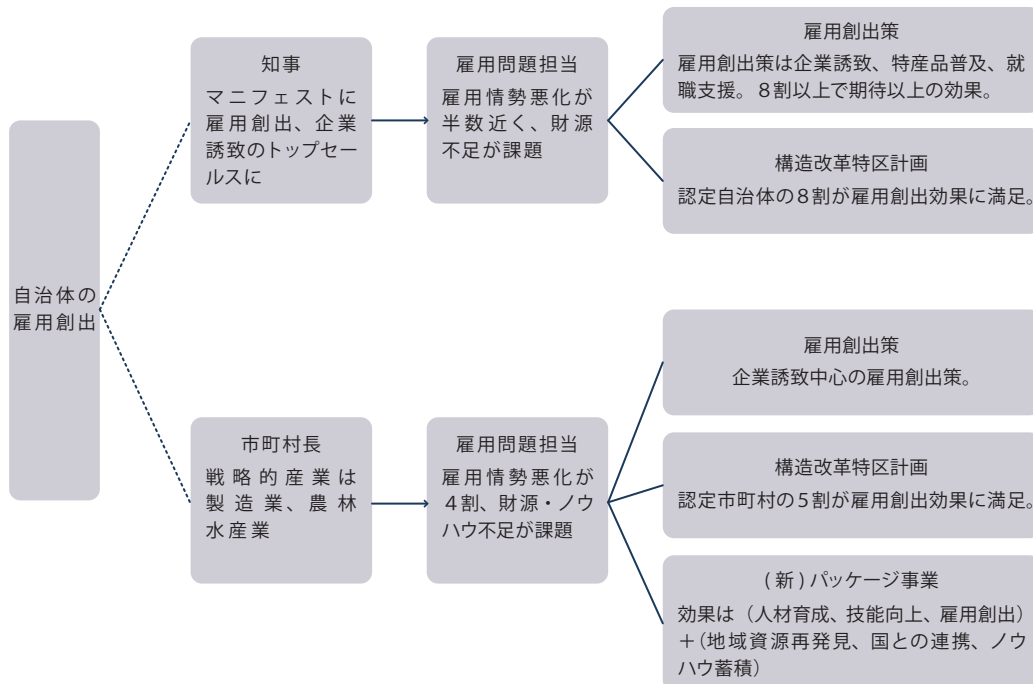 自治体の
雇用創出
知事
マニフェストに
雇用創出、企業
誘致のトップセー
ルスに
雇用問題担当
雇用情勢悪化が
半数近く、財源
不足が課題
雇用創出策
雇用創出策は企業誘致、特産品普及、就
職支援。８割以上で期待以上の効果。
構造改革特区計画
認定自治体の８割が雇用創出効果に満足。
市町村長
戦略的産業は
製造業、農林
水産業
雇用問題担当
雇用情勢悪化が
４割、財源・ノウ
ハウ不足が課題
雇用創出策
企業誘致中心の雇用創出策。
構造改革特区計画
認定市町村の５割が雇用創出効果に満足。
(新)パッケージ事業
効果は（人材育成、技能向上、雇用創出）
＋（地域資源再発見、国との連携、ノウ
ハウ蓄積）